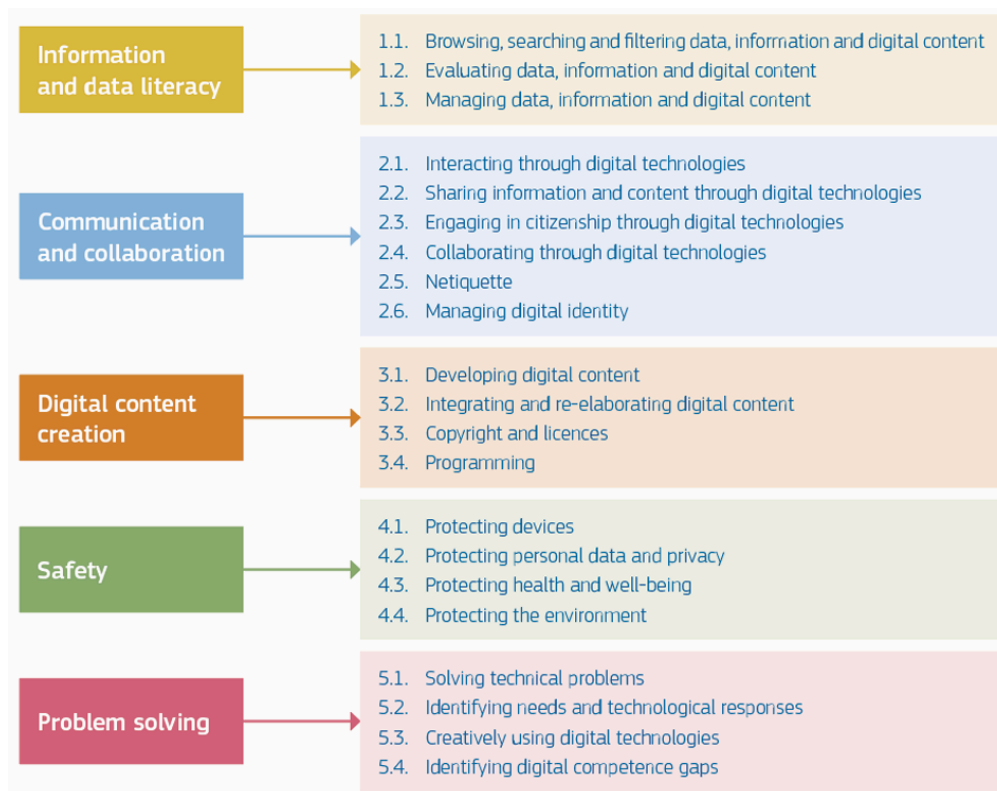 Information
and data literacy
1.1. Browsing, searching and filtering data, information and digital content
1.2. Evaluating data, information and digital content
1.3. Managing data, information and digital content
Communication
and collaboration
2.1. Interacting through digital technologies
2.2. Sharing information and content through digital technologies
2.3. Engaging in citizenship through digital technologies
2.4. Collaborating through digital technologies
2.5. Netiquette
2.6. Managing digital identity
Digital content
creation
3.1. Developing digital content
3.2. Integrating and re-elaborating digital content
3.3. Copyright and licences
3.4. Programming
Safety
4.1. Protecting devices
4.2. Protecting personal data and privacy
4.3. Protecting health and well-being
4.4. Protecting the environment
Problem solving
5.1. Solving technical problems
5.2. Identifying needs and technological responses
5.3. Creatively using digital technologies
5.4. Identifying digital competence gaps